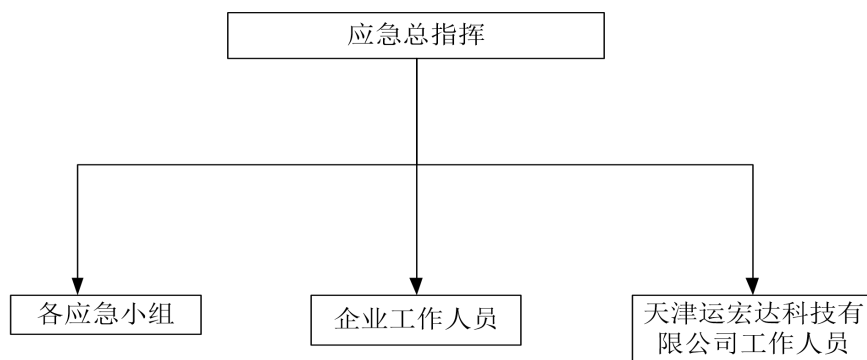 应急总指挥
各应急小组
企业工作人员
天津运宏达科技有
限公司工作人员